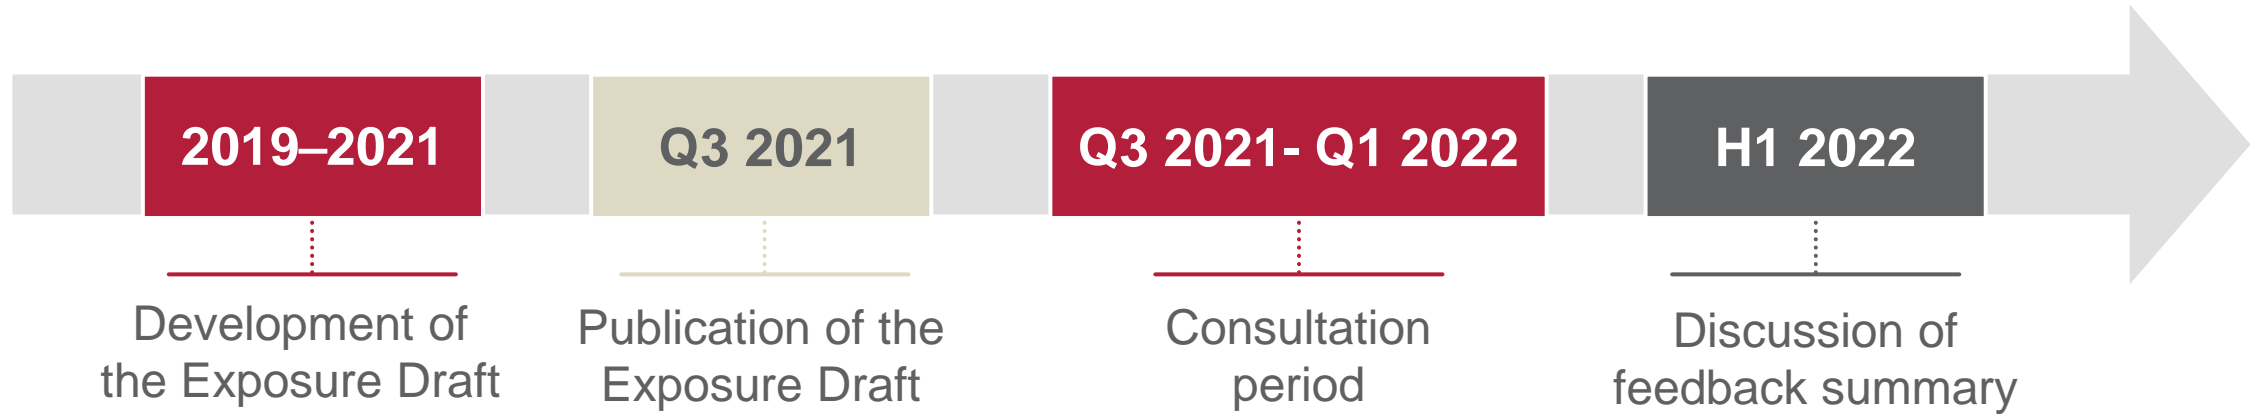 2019–2021
Q3 2021
Q3 2021- Q1 2022
H1 2022
Development of
the Exposure Draft
Publication of the
Exposure Draft
Consultation
period
Discussion of
feedback summary